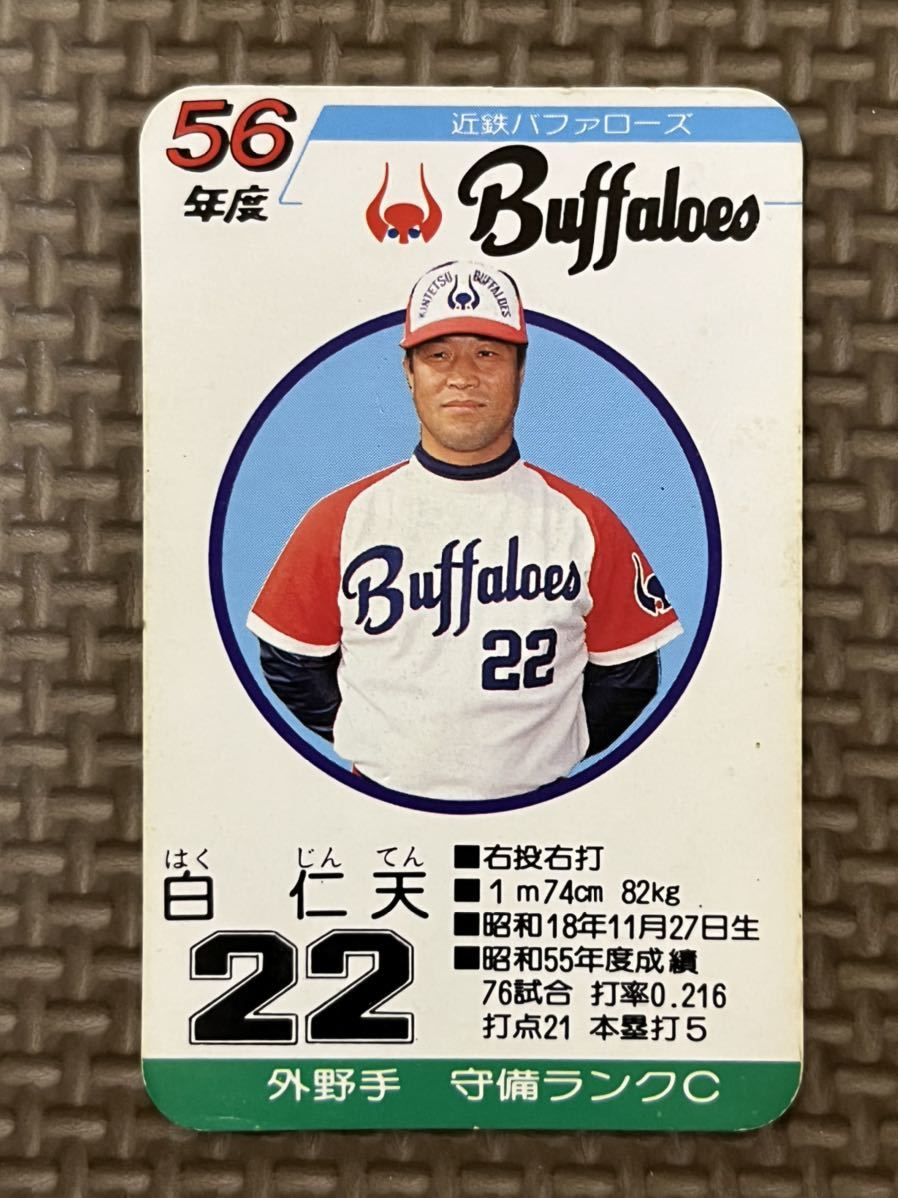 56
年度
近鉄バファローズ
Buffaloes
KINTETSU BUFFALOES
Buffaloes
22
はく じん てん
白 仁 天
22
■右投右打
■1m74cm 82kg
■昭和18年11月27日生
■昭和55年度成績
76試合 打率0.216
打点21 本塁打5
外野手 守備ランクC